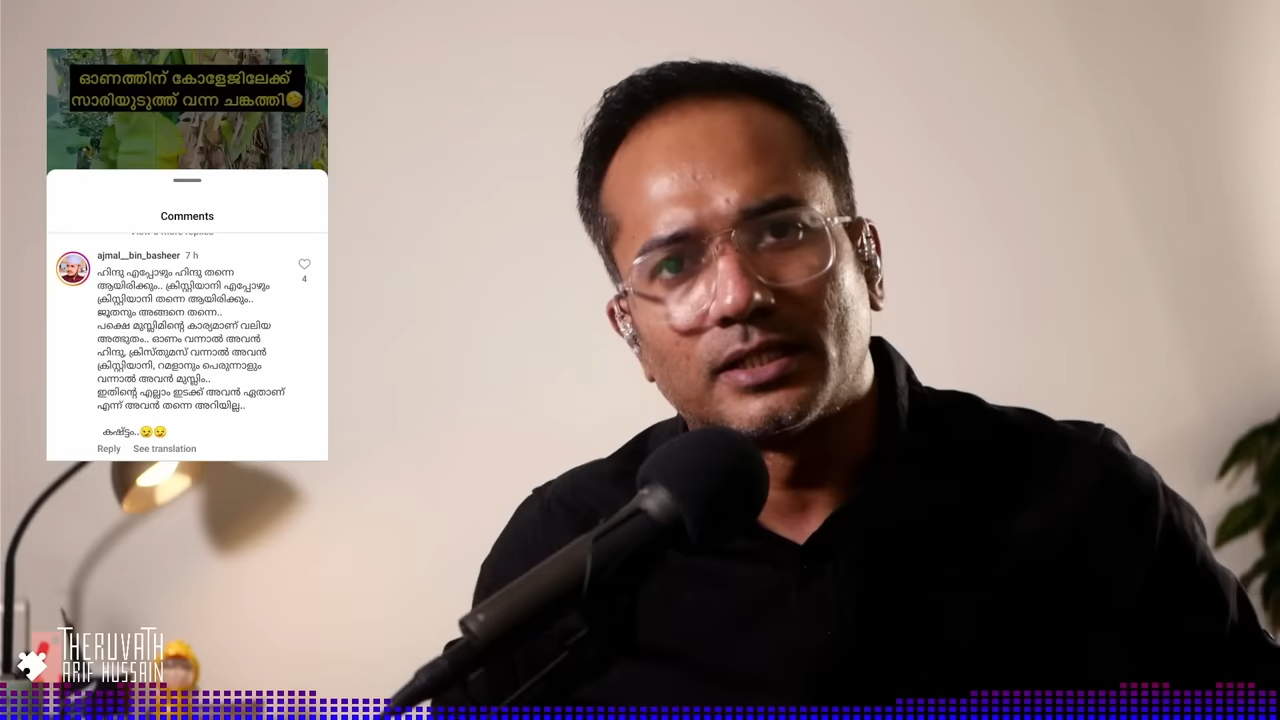 ഓണത്തിന് കോളേജിലേക്ക്
സാരിയുടുത്ത് വന്ന ചങ്കത്തി
Comments
ajmal__bin_basheer 7 h
ഹിന്ദു എപ്പോഴും ഹിന്ദു തന്നെ
ആയിരിക്കും.. ക്രിസ്റ്റ്യാനി എപ്പോഴും
ക്രിസ്റ്റ്യാനി തന്നെ ആയിരിക്കും..
ജൂതനും അങ്ങനെ തന്നെ..
പക്ഷെ മുസ്ലിമിന്റെ കാര്യമാണ് വലിയ
അത്ഭുതം.. ഓണം വന്നാൽ അവൻ
ഹിന്ദു, ക്രിസ്തുമസ് വന്നാൽ അവൻ
ക്രിസ്റ്റ്യാനി, റമളാനും പെരുന്നാളും
വന്നാൽ അവൻ മുസ്ലിം..
ഇതിന്റെ എല്ലാം ഇടക്ക് അവൻ ഏതാണ്
എന്ന് അവൻ തന്നെ അറിയില്ല..
കഷ്ട്ടം..😏😏
4
Reply See translation
THERUVATH
ARIF HUSSAIN